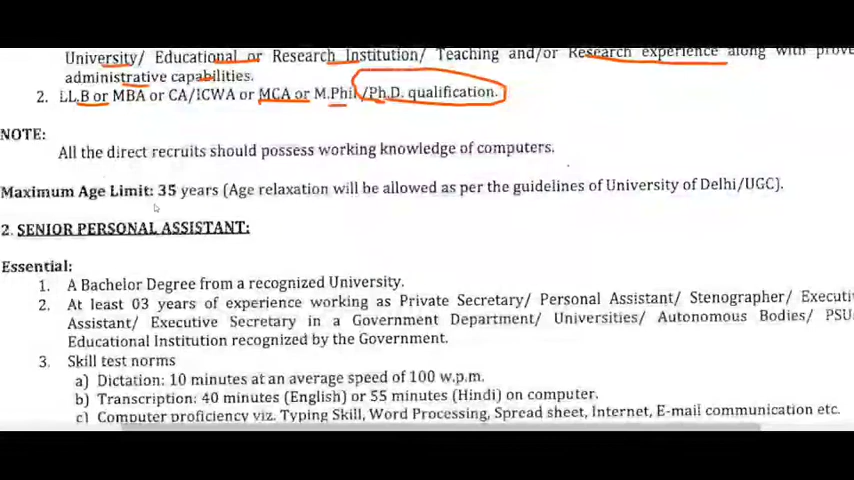 University/ Educational or Research Institution/ Teaching and/or Research experience along with
administrative capabilities.
2. LL.B or MBA or CA/ICWA or MCA or M.Phil/Ph.D. qualification.
NOTE:
All the direct recruits should possess working knowledge of computers.
Maximum Age Limit: 35 years (Age relaxation will be allowed as per the guidelines of University of Delhi/UGC).
2. SENIOR PERSONAL ASSISTANT:
Essential:
1. A Bachelor Degree from a recognized University.
2. At least 03 years of experience working as Private Secretary/ Personal Assistant/ Stenographer/
Assistant/ Executive Secretary in a Government Department/ Universities/ Autonomous Bodies/ PSU
Educational Institution recognized by the Government.
3. Skill test norms
a) Dictation: 10 minutes at an average speed of 100 w.p.m.
b) Transcription: 40 minutes (English) or 55 minutes (Hindi) on computer.
c) Computer proficiency viz. Typing Skill, Word Processing, Spread sheet, Internet, E-mail communication etc.